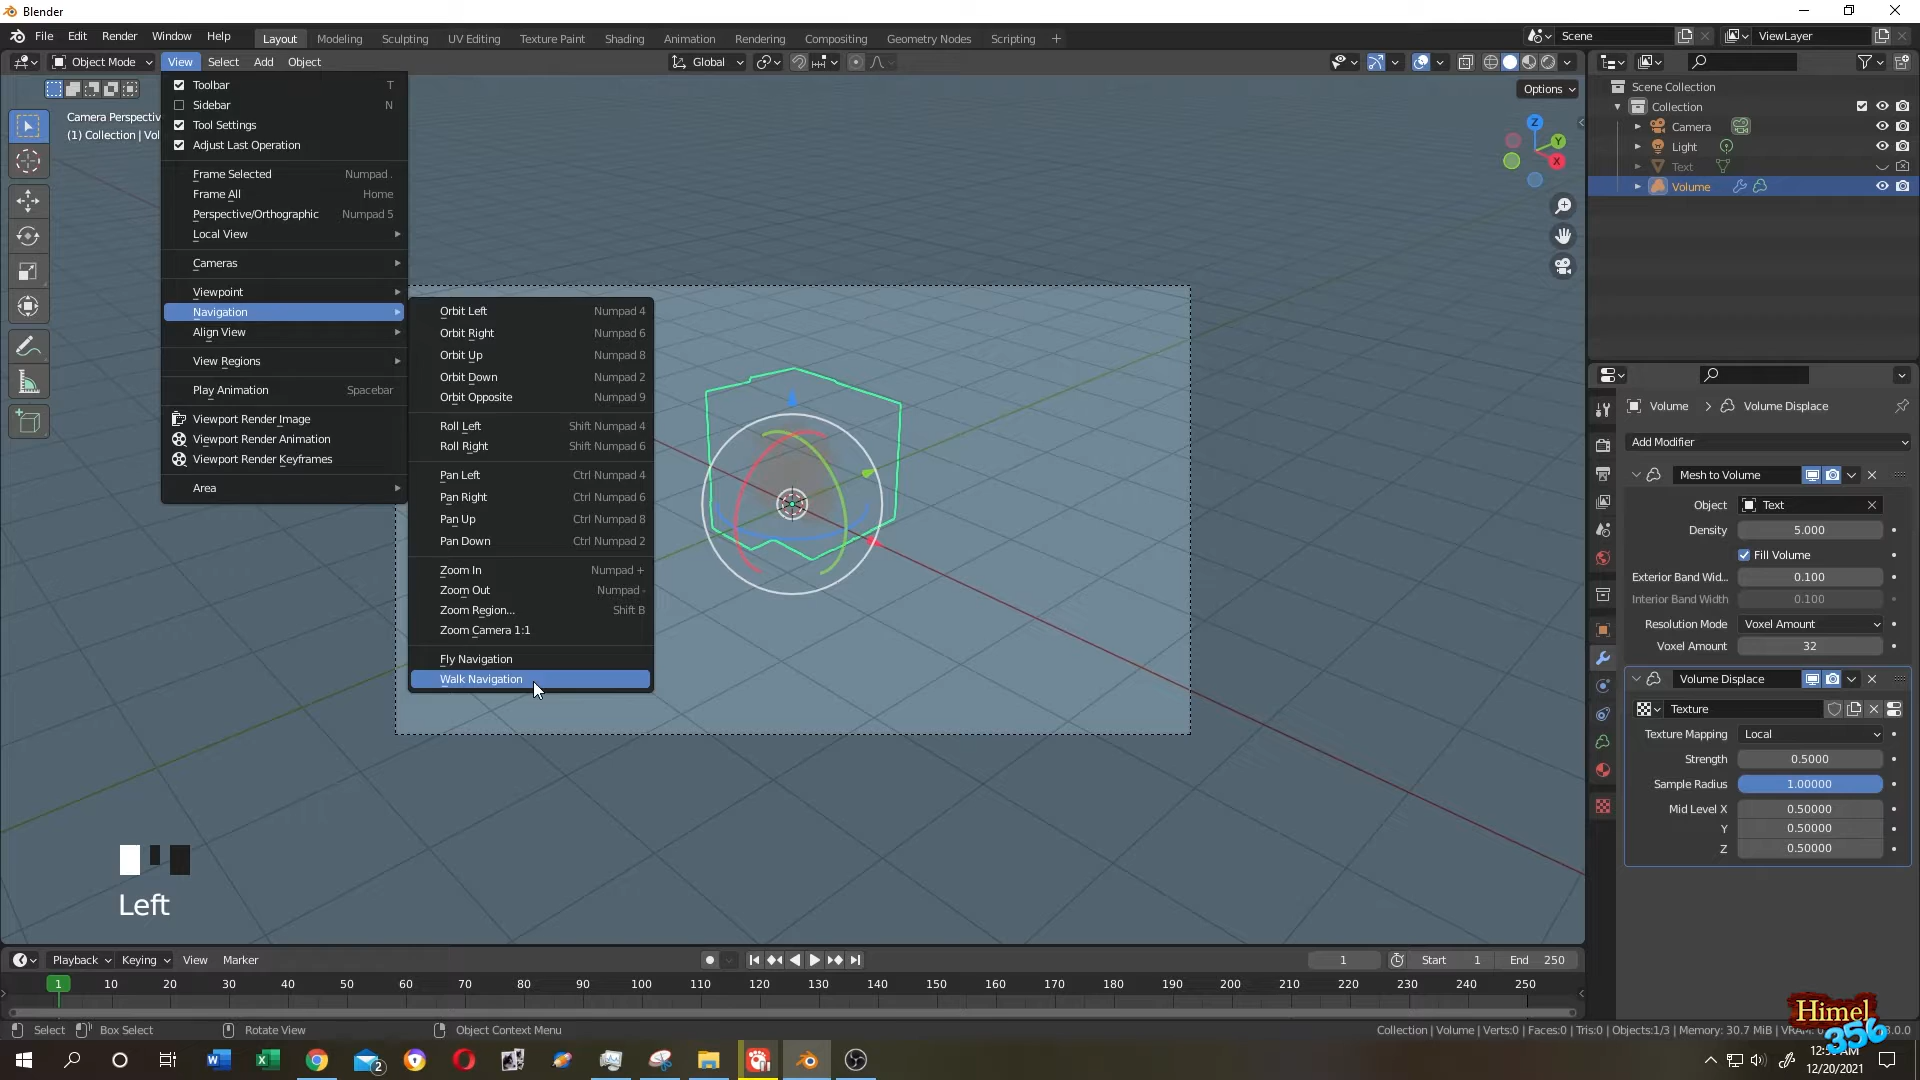 Blender
File Edit Render Window Help Layout Modeling Sculpting UV Editing Texture Paint Shading Animation Rendering Compositing Geometry Nodes Scripting + Scene ViewLayer
Object Mode View Select Add Object Global
Options
Camera Perspectiv
(1) Collection | Vol
Toolbar T
Sidebar N
Tool Settings
Adjust Last Operation
Frame Selected Numpad .
Frame All Home
Perspective/Orthographic Numpad 5
Local View
Cameras
Viewpoint
Navigation
Align View
View Regions
Play Animation Spacebar
Viewport Render Image
Viewport Render Animation
Viewport Render Keyframes
Area
Orbit Left Numpad 4
Orbit Right Numpad 6
Orbit Up Numpad 8
Orbit Down Numpad 2
Orbit Opposite Numpad 9
Roll Left Shift Numpad 4
Roll Right Shift Numpad 6
Pan Left Ctrl Numpad 4
Pan Right Ctrl Numpad 6
Pan Up Ctrl Numpad 8
Pan Down Ctrl Numpad 2
Zoom In Numpad +
Zoom Out Numpad -
Zoom Region... Shift B
Zoom Camera 1:1
Fly Navigation
Walk Navigation
Z
Y
X
Left
Scene Collection
Collection
Camera
Light
Text
Volume
Volume > Volume Displace
Add Modifier
Mesh to Volume
Object Text
Density 5.000
Fill Volume
Exterior Band Wid... 0.100
Interior Band Width 0.100
Resolution Mode Voxel Amount
Voxel Amount 32
Volume Displace
Texture
Texture Mapping Local
Strength 0.5000
Sample Radius 1.00000
Mid Level X 0.50000
Y 0.50000
Z 0.50000
Playback Keying View Marker 1 Start 1 End 250
1 10 20 30 40 50 60 70 80 90 100 110 120 130 140 150 160 170 180 190 200 210 220 230 240 250
Select Box Select Rotate View Object Context Menu Collection | Volume | Verts:0 | Faces:0 | Tris:0 | Objects:1/3 | Memory: 30.7 MiB | VRAM: 3.0.0
Himel
356
2
12/20/2021